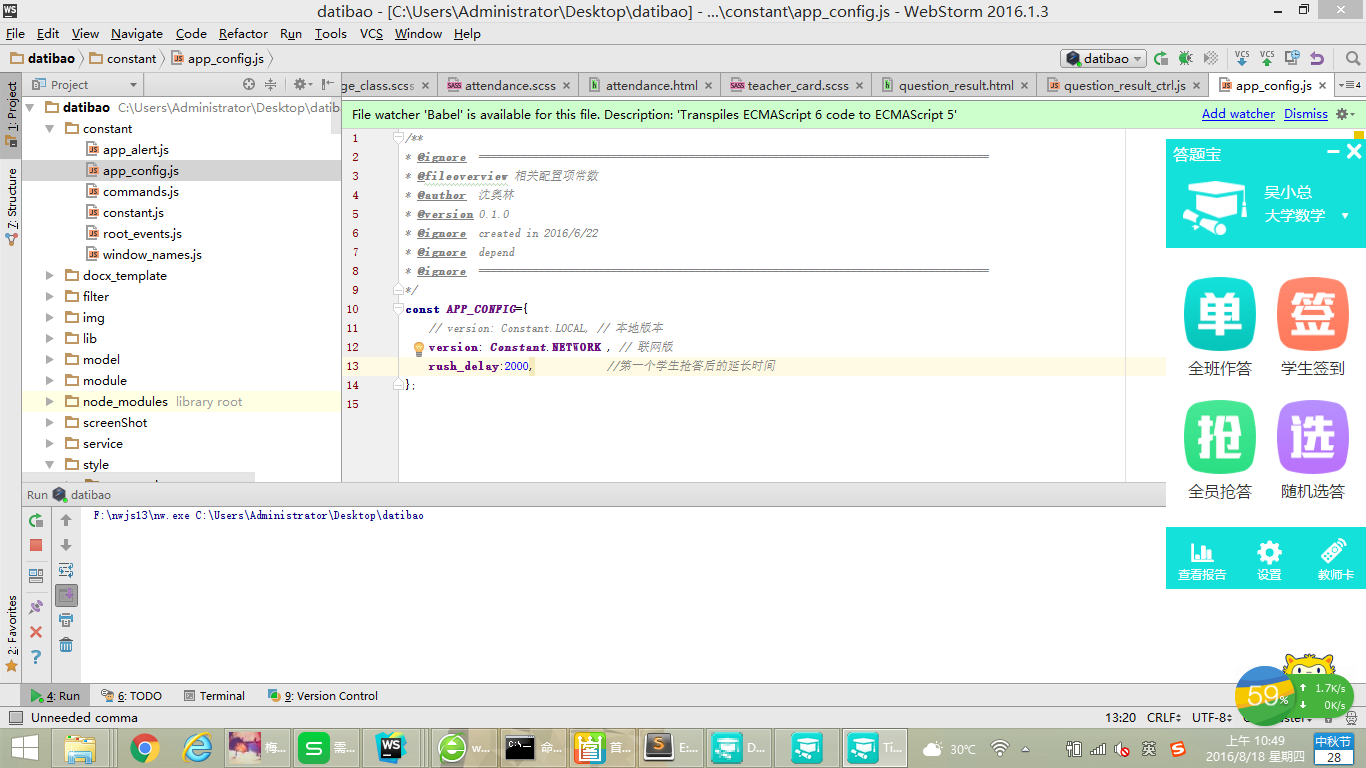 WS
datibao - [C:\Users\Administrator\Desktop\datibao] - ...\constant\app_config.js - WebStorm 2016.1.3
File Edit View Navigate Code Refactor Run Tools VCS Window Help
datibao constant app_config.js
datibao
VCS VCS
1: Project
Project
ge_class.scss attendance.scss attendance.html teacher_card.scss question_result.html question_result_ctrl.js app_config.js
4
datibao C:\Users\Administrator\Desktop\datib
constant
app_alert.js
app_config.js
commands.js
constant.js
root_events.js
window_names.js
docx_template
filter
img
lib
model
module
node_modules library root
screenShot
service
style
7: Structure
2: Favorites
File watcher 'Babel' is available for this file. Description: 'Transpiles ECMAScript 6 code to ECMAScript 5'
Add watcher Dismiss
1 /**
2 * @ignore ================================================================
3 * @fileoverview 相关配置项常数
4 * @author 沈奥林
5 * @version 0.1.0
6 * @ignore created in 2016/6/22
7 * @ignore depend
8 * @ignore ================================================================
9 */
10 const APP_CONFIG={
11 // version: Constant.LOCAL, // 本地版本
12 version: Constant.NETWORK , // 联网版
13 rush_delay:2000, //第一个学生抢答后的延长时间
14 };
15
答题宝
吴小总
大学数学
单
签
全班作答
学生签到
抢
选
全员抢答
随机选答
查看报告
设置
教师卡
Run datibao
F:\nwjs13\nw.exe C:\Users\Administrator\Desktop\datibao
4: Run 6: TODO Terminal 9: Version Control
59%
1.7K/s
0K/s
Unneeded comma
13:20 CRLF UTF-8
梅... 需... WS w... 命... 首... E... D... Ti...
30℃
英
上午 10:49
2016/8/18 星期四
中秋节
28